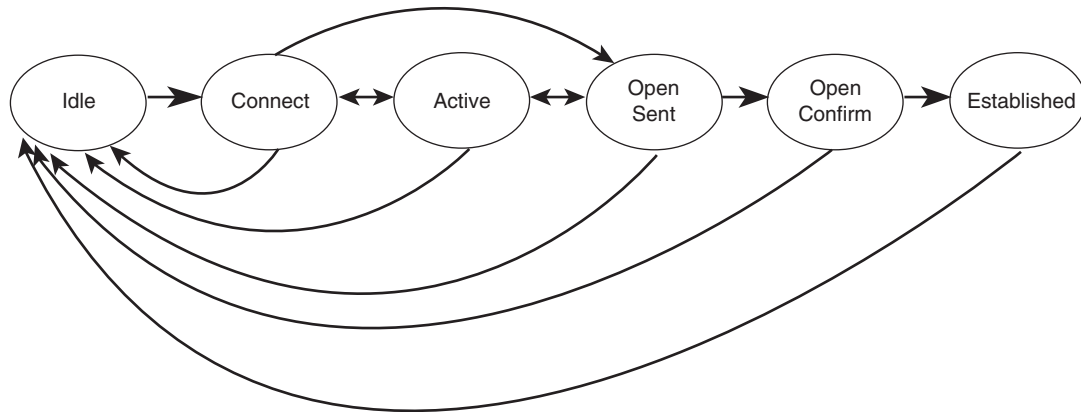 Idle
Connect
Active
Open
Sent
Open
Confirm
Established